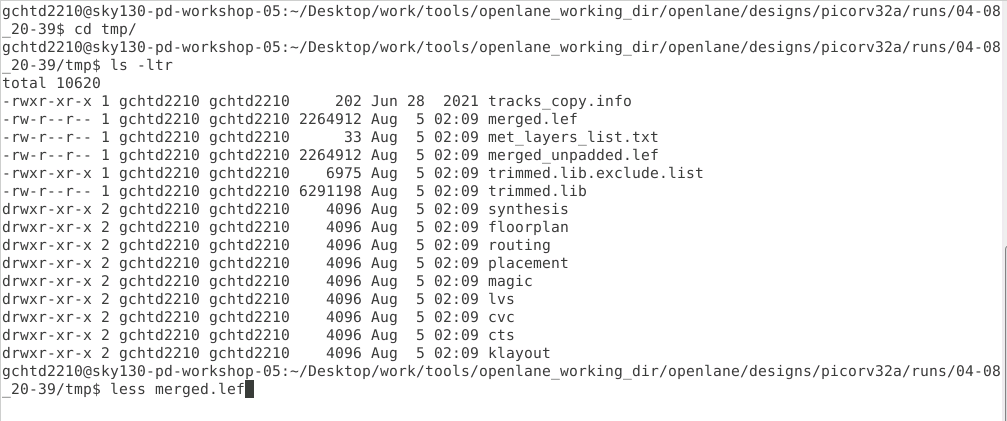 gchtd2210@sky130-pd-workshop-05:~/Desktop/work/tools/openlane_working_dir/openlane/designs/picorv32a/runs/04-08
_20-39$ cd tmp/
gchtd2210@sky130-pd-workshop-05:~/Desktop/work/tools/openlane_working_dir/openlane/designs/picorv32a/runs/04-08
_20-39/tmp$ ls -ltr
total 10620
-rwxr-xr-x 1 gchtd2210 gchtd2210     202 Jun 28  2021 tracks_copy.info
-rw-r--r-- 1 gchtd2210 gchtd2210 2264912 Aug  5 02:09 merged.lef
-rw-r--r-- 1 gchtd2210 gchtd2210      33 Aug  5 02:09 met_layers_list.txt
-rw-r--r-- 1 gchtd2210 gchtd2210 2264912 Aug  5 02:09 merged_unpadded.lef
-rwxr-xr-x 1 gchtd2210 gchtd2210    6975 Aug  5 02:09 trimmed.lib.exclude.list
-rw-r--r-- 1 gchtd2210 gchtd2210 6291198 Aug  5 02:09 trimmed.lib
drwxr-xr-x 2 gchtd2210 gchtd2210    4096 Aug  5 02:09 synthesis
drwxr-xr-x 2 gchtd2210 gchtd2210    4096 Aug  5 02:09 floorplan
drwxr-xr-x 2 gchtd2210 gchtd2210    4096 Aug  5 02:09 routing
drwxr-xr-x 2 gchtd2210 gchtd2210    4096 Aug  5 02:09 placement
drwxr-xr-x 2 gchtd2210 gchtd2210    4096 Aug  5 02:09 magic
drwxr-xr-x 2 gchtd2210 gchtd2210    4096 Aug  5 02:09 lvs
drwxr-xr-x 2 gchtd2210 gchtd2210    4096 Aug  5 02:09 cvc
drwxr-xr-x 2 gchtd2210 gchtd2210    4096 Aug  5 02:09 cts
drwxr-xr-x 2 gchtd2210 gchtd2210    4096 Aug  5 02:09 klayout
gchtd2210@sky130-pd-workshop-05:~/Desktop/work/tools/openlane_working_dir/openlane/designs/picorv32a/runs/04-08
_20-39/tmp$ less merged.lef